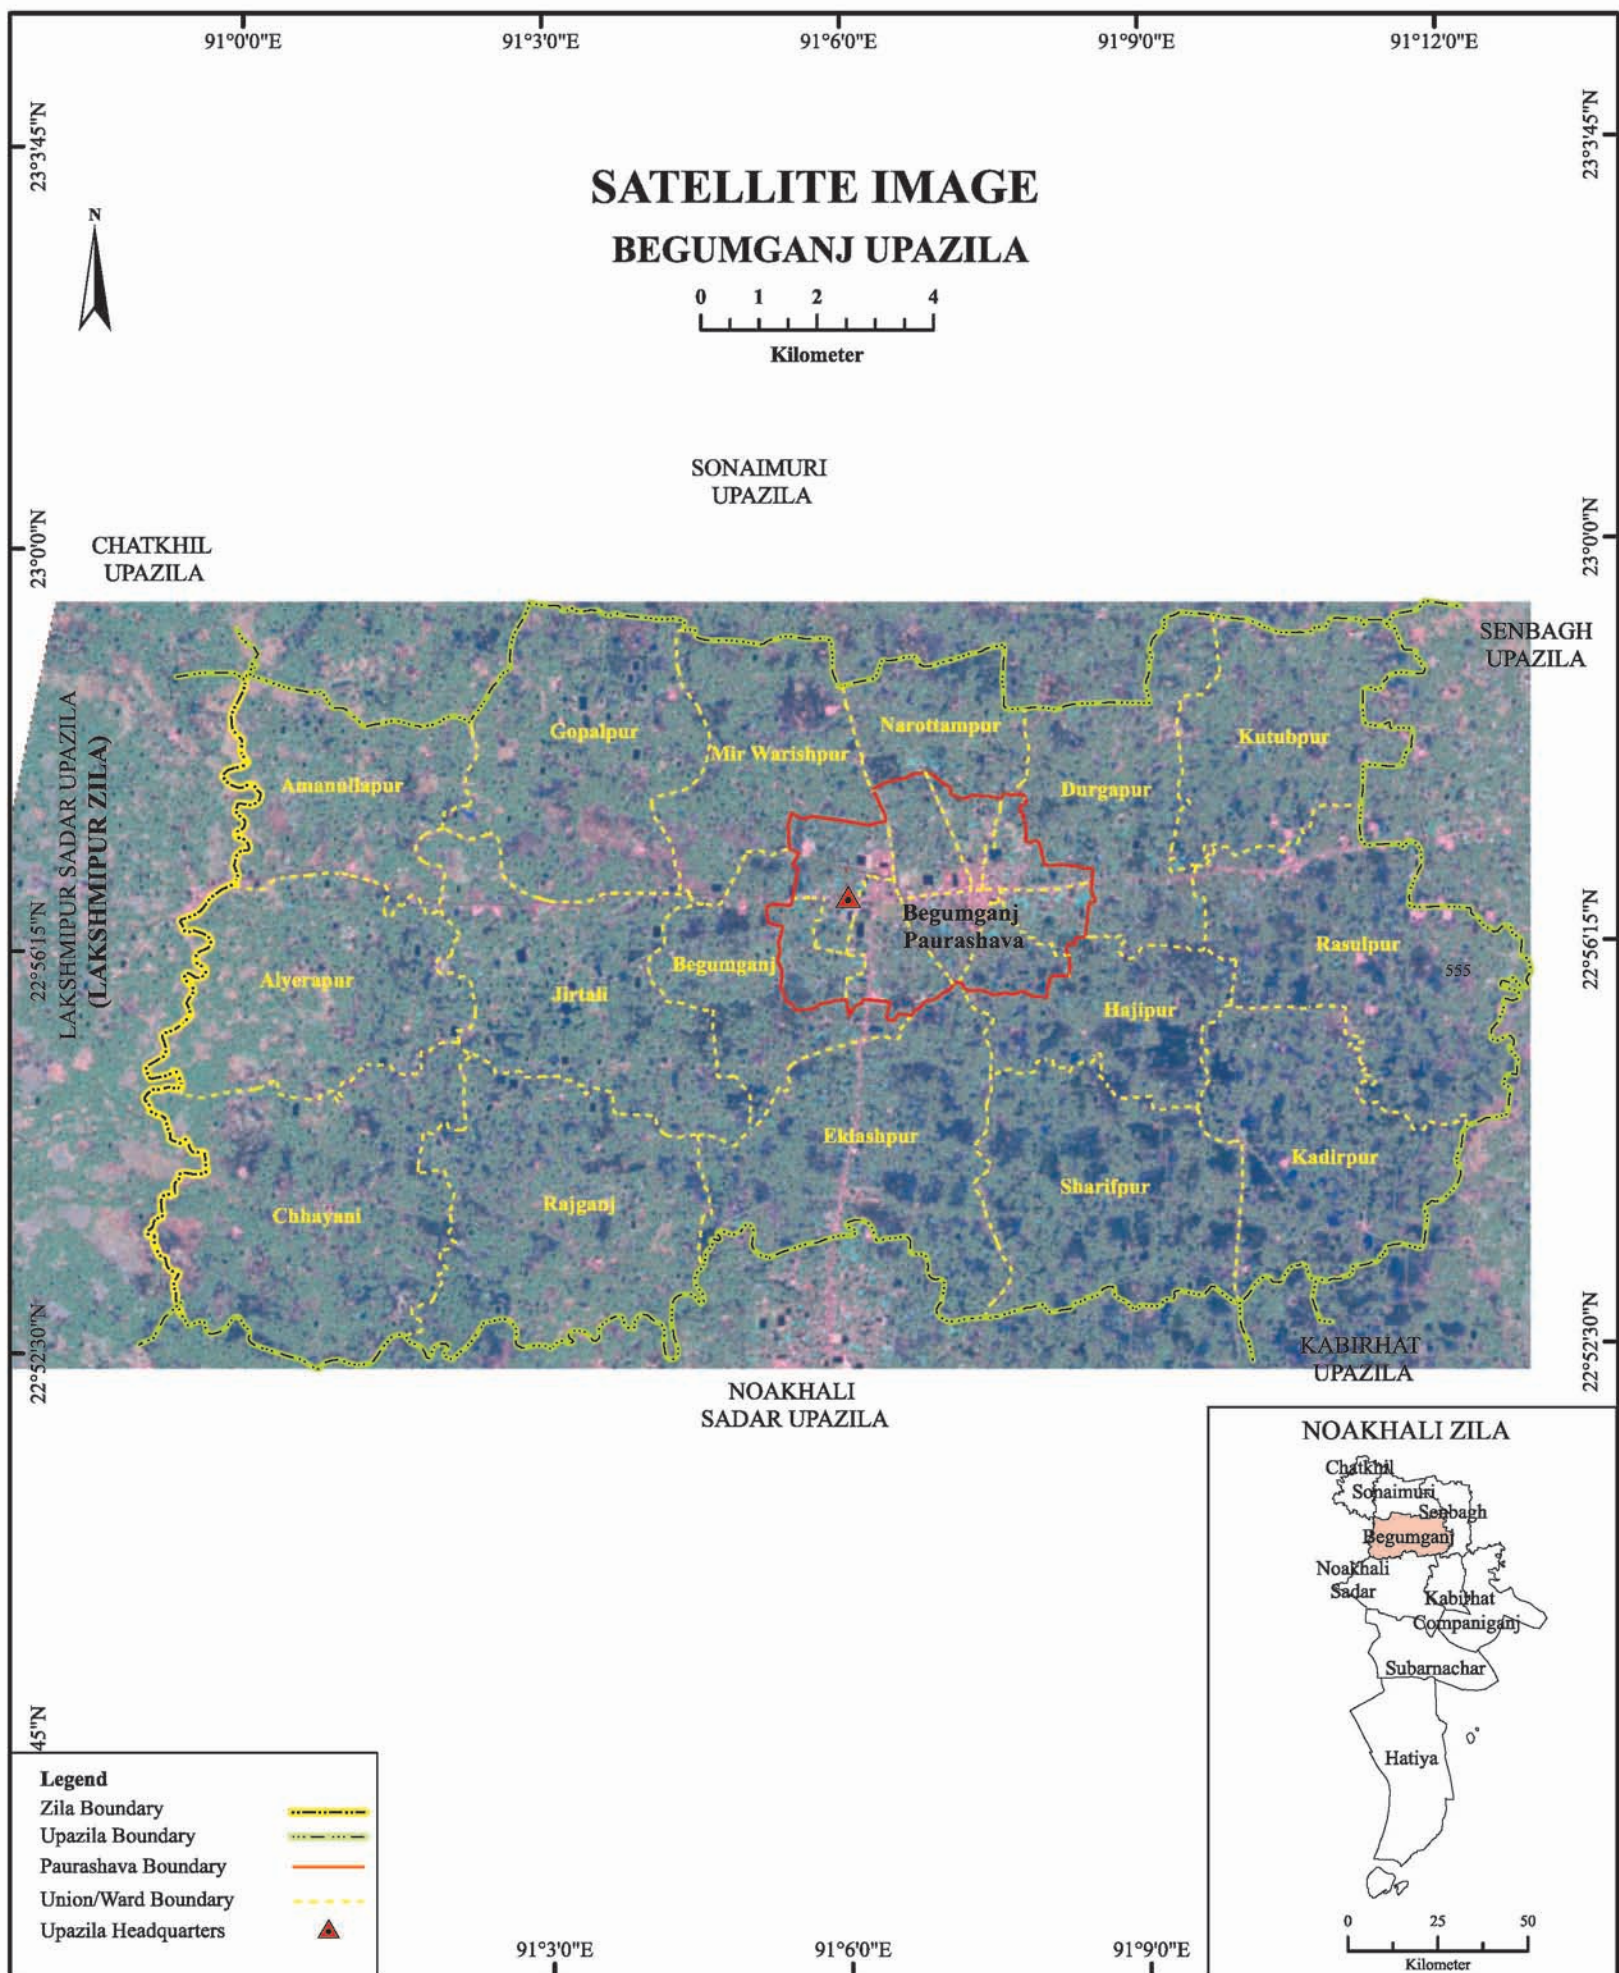 91°0'0"E 91°3'0"E 91°6'0"E 91°9'0"E 91°12'0"E
23°3'45"N
23°3'45"N
SATELLITE IMAGE
BEGUMGANJ UPAZILA
N
0 1 2 4
Kilometer
SONAIMURI
UPAZILA
CHATKHIL
UPAZILA
23°0'0"N
23°0'0"N
SENBAGH
UPAZILA
LAKSHMIPUR SADAR UPAZILA
(LAKSHMIPUR ZILA)
Gopalpur
Mir Warishpur
Narottampur
Kutubpur
Amanullapur
Durgapur
Begumganj
Paurashava
22°56'15"N
22°56'15"N
Rasulpur
555
Begumganj
Alyerapur
Jirtali
Hajipur
Eklashpur
Kadirpur
Sharifpur
Rajganj
Chhayani
22°52'30"N
22°52'30"N
KABIRHAT
UPAZILA
NOAKHALI
SADAR UPAZILA
NOAKHALI ZILA
Chatkhil
Sonaimuri
Senbagh
Begumganj
Noakhali
Sadar
Kabirhat
Companiganj
Subarnachar
Hatiya
0 25 50
Kilometer
45"N
Legend
Zila Boundary
Upazila Boundary
Paurashava Boundary
Union/Ward Boundary
Upazila Headquarters
91°3'0"E 91°6'0"E 91°9'0"E